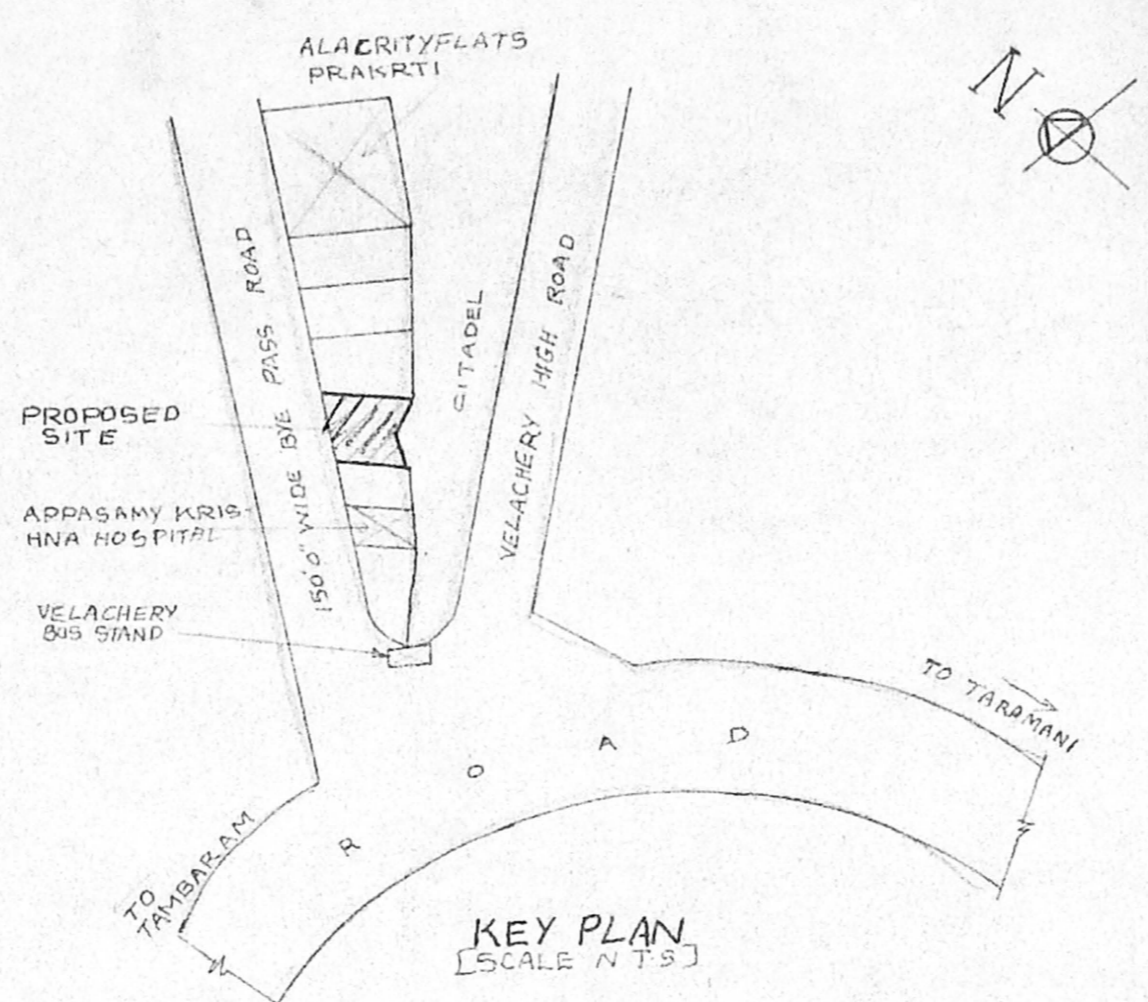 ALACRITYFLATS
PRAKRTI
N
150'.0" WIDE BYE PASS ROAD
CITADEL
VELACHERY HIGH ROAD
PROPOSED
SITE
APPASAMY KRIS-
HNA HOSPITAL
VELACHERY
BUS STAND
TO TARAMANI
ROAD
TO
TAMBARAM
KEY PLAN
[SCALE N T S]